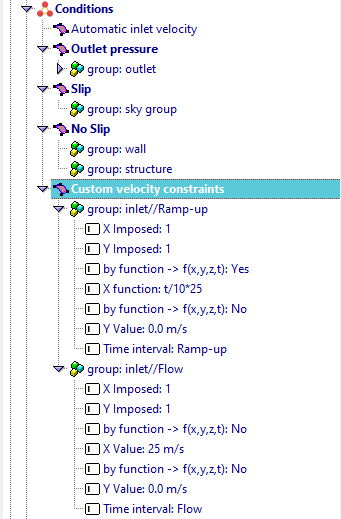 Conditions
Automatic inlet velocity
Outlet pressure
group: outlet
Slip
group: sky group
No Slip
group: wall
group: structure
Custom velocity constraints
group: inlet//Ramp-up
X Imposed: 1
Y Imposed: 1
by function -> f(x,y,z,t): Yes
X function: t/10*25
by function -> f(x,y,z,t): No
Y Value: 0.0 m/s
Time interval: Ramp-up
group: inlet//Flow
X Imposed: 1
Y Imposed: 1
by function -> f(x,y,z,t): No
X Value: 25 m/s
by function -> f(x,y,z,t): No
Y Value: 0.0 m/s
Time interval: Flow